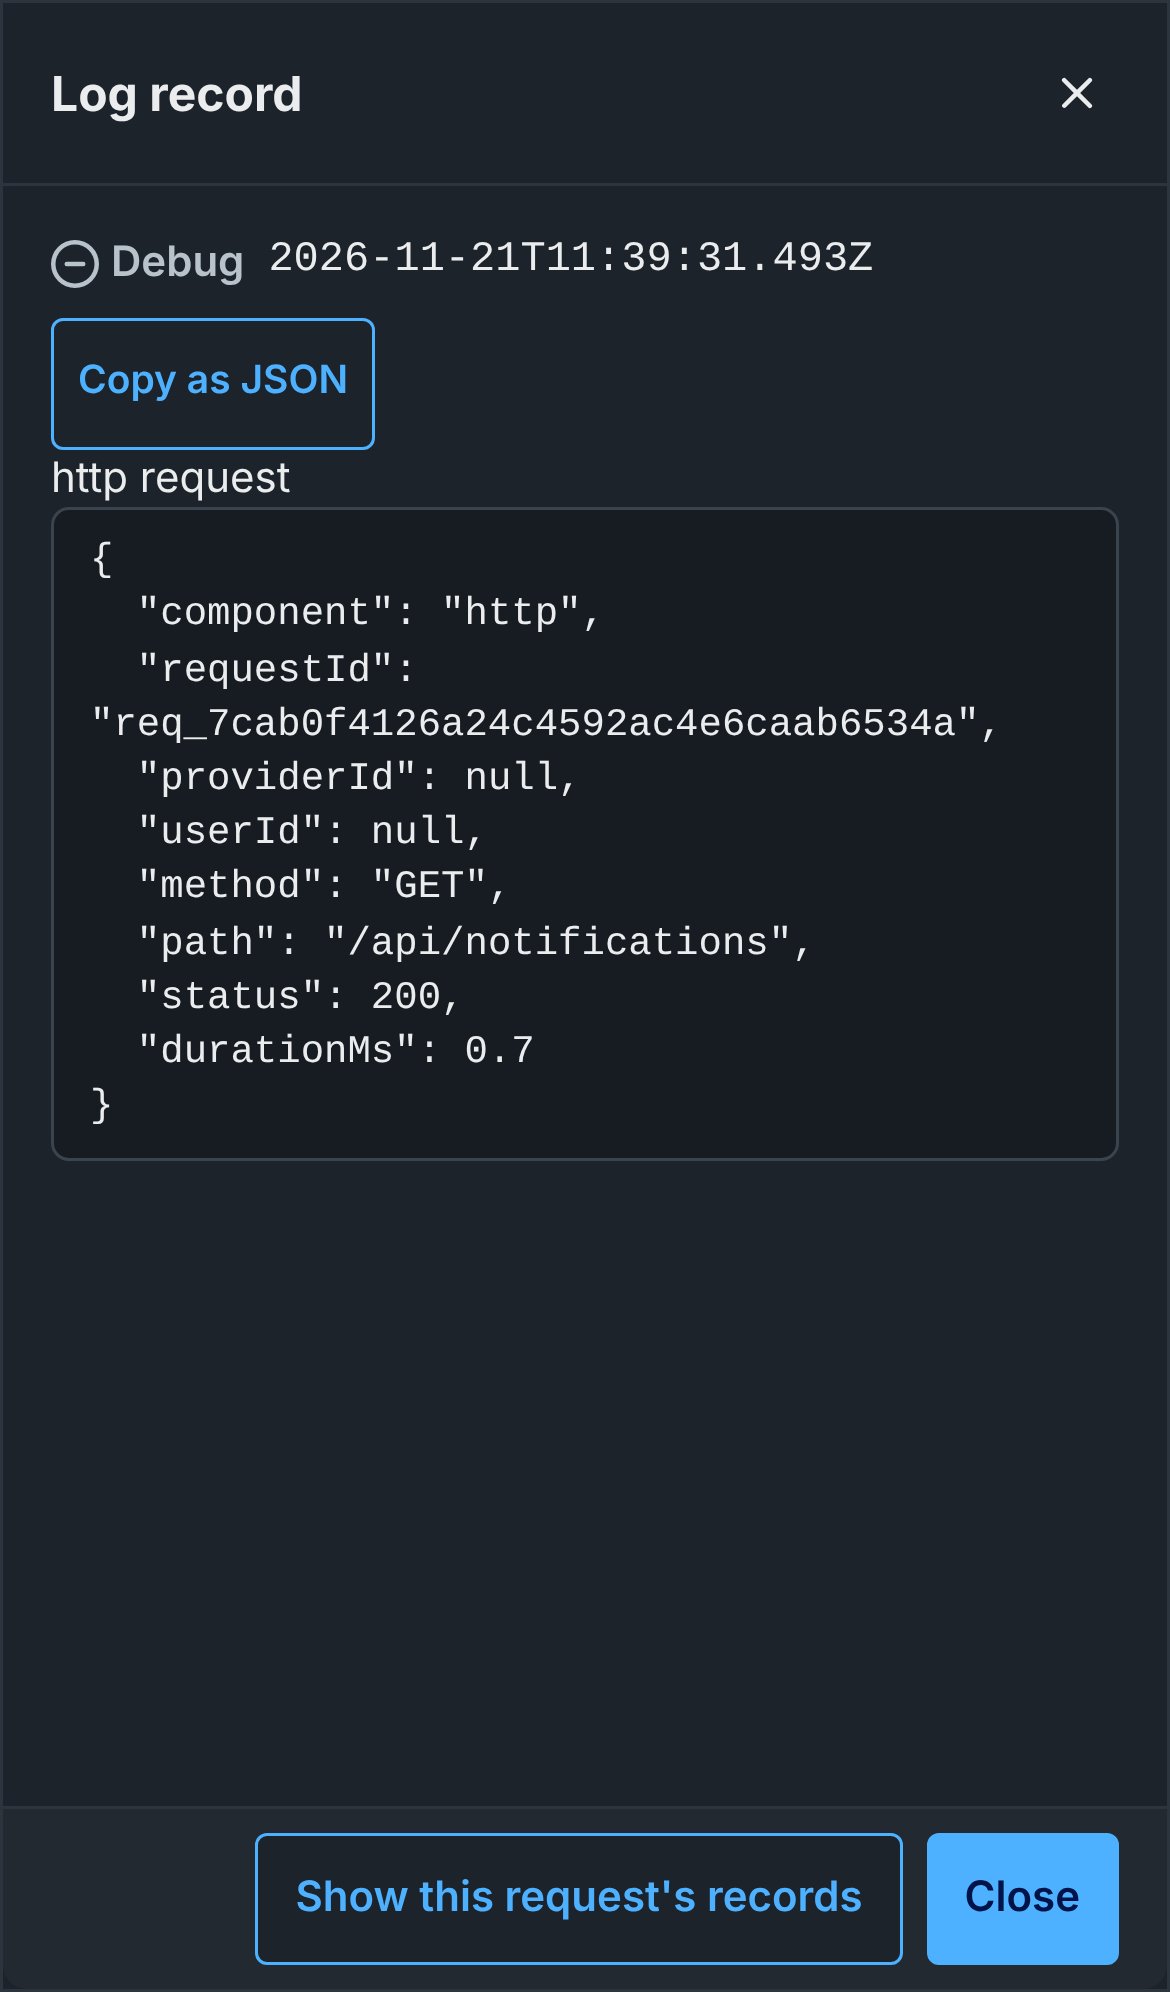 Log record
Debug 2026-11-21T11:39:31.493Z
Copy as JSON
http request
{
  "component": "http",
  "requestId":
"req_7cab0f4126a24c4592ac4e6caab6534a",
  "providerId": null,
  "userId": null,
  "method": "GET",
  "path": "/api/notifications",
  "status": 200,
  "durationMs": 0.7
}
Show this request's records
Close